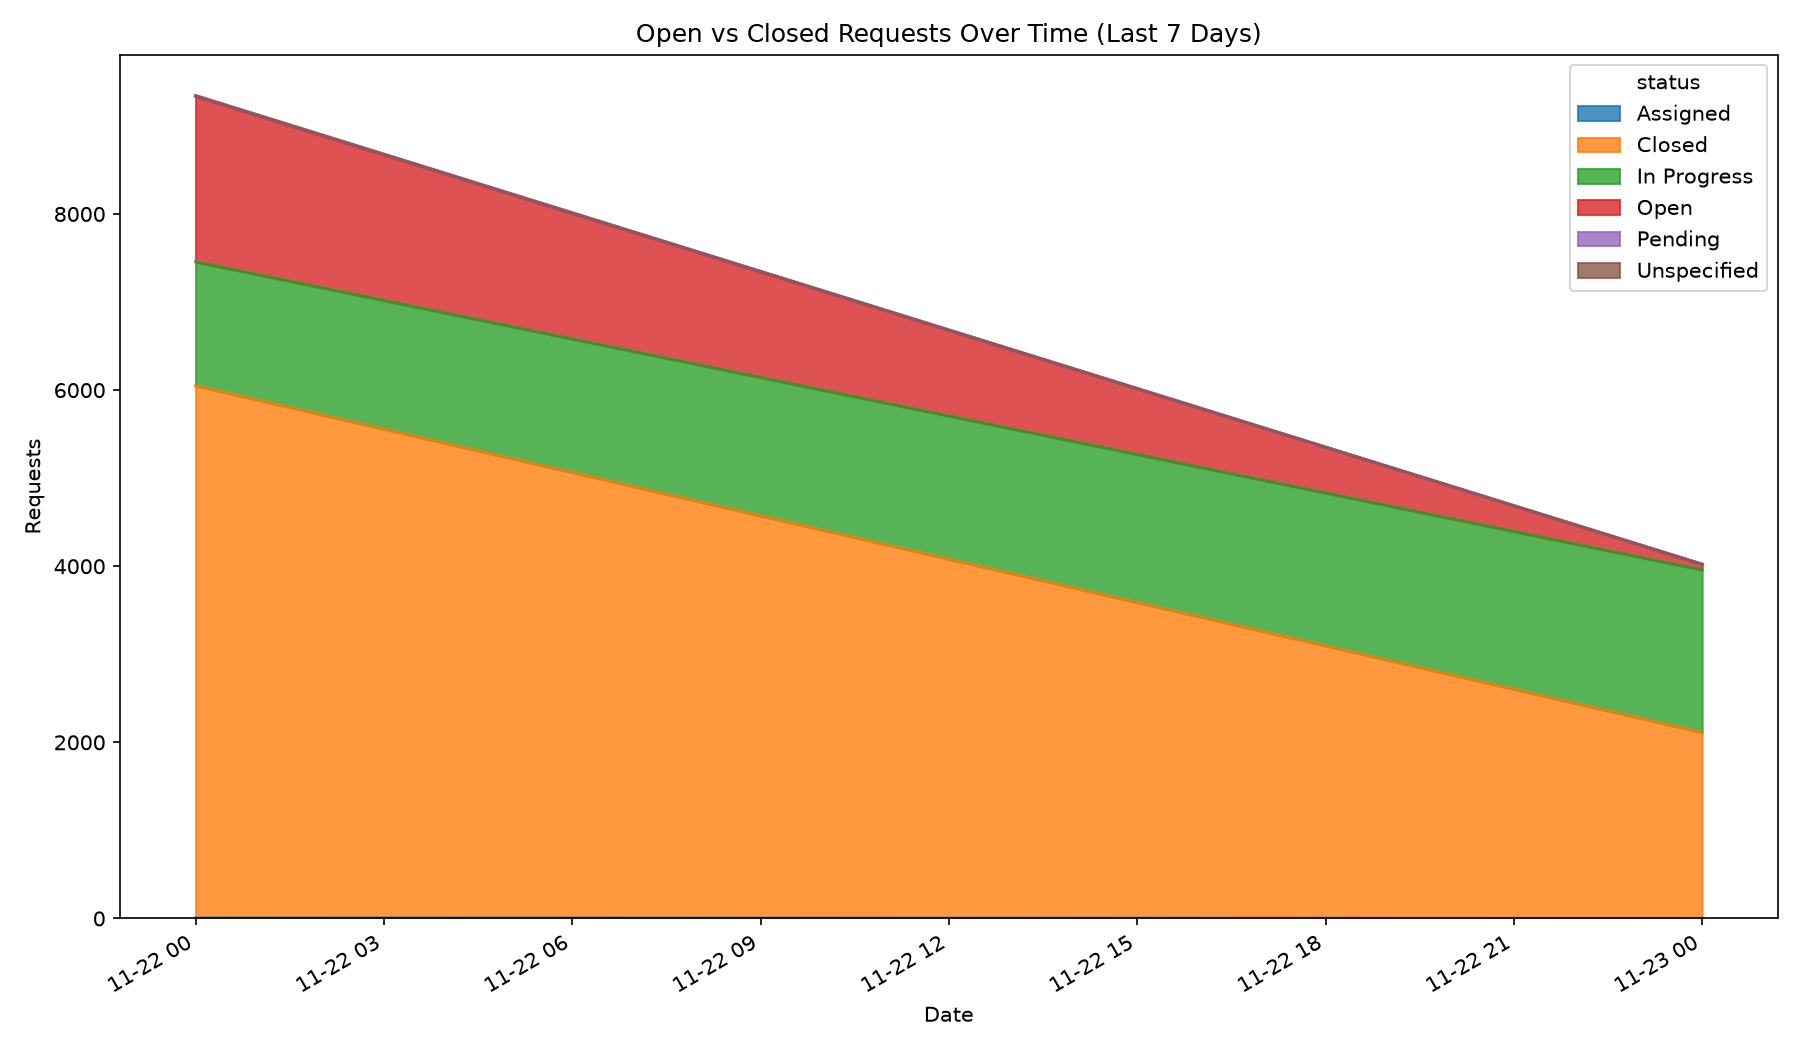 Open vs Closed Requests Over Time (Last 7 Days)
status
Assigned
Closed
In Progress
Open
Pending
Unspecified
Requests
8000
6000
4000
2000
0
11-22 00
11-22 03
11-22 06
11-22 09
11-22 12
11-22 15
11-22 18
11-22 21
11-23 00
Date